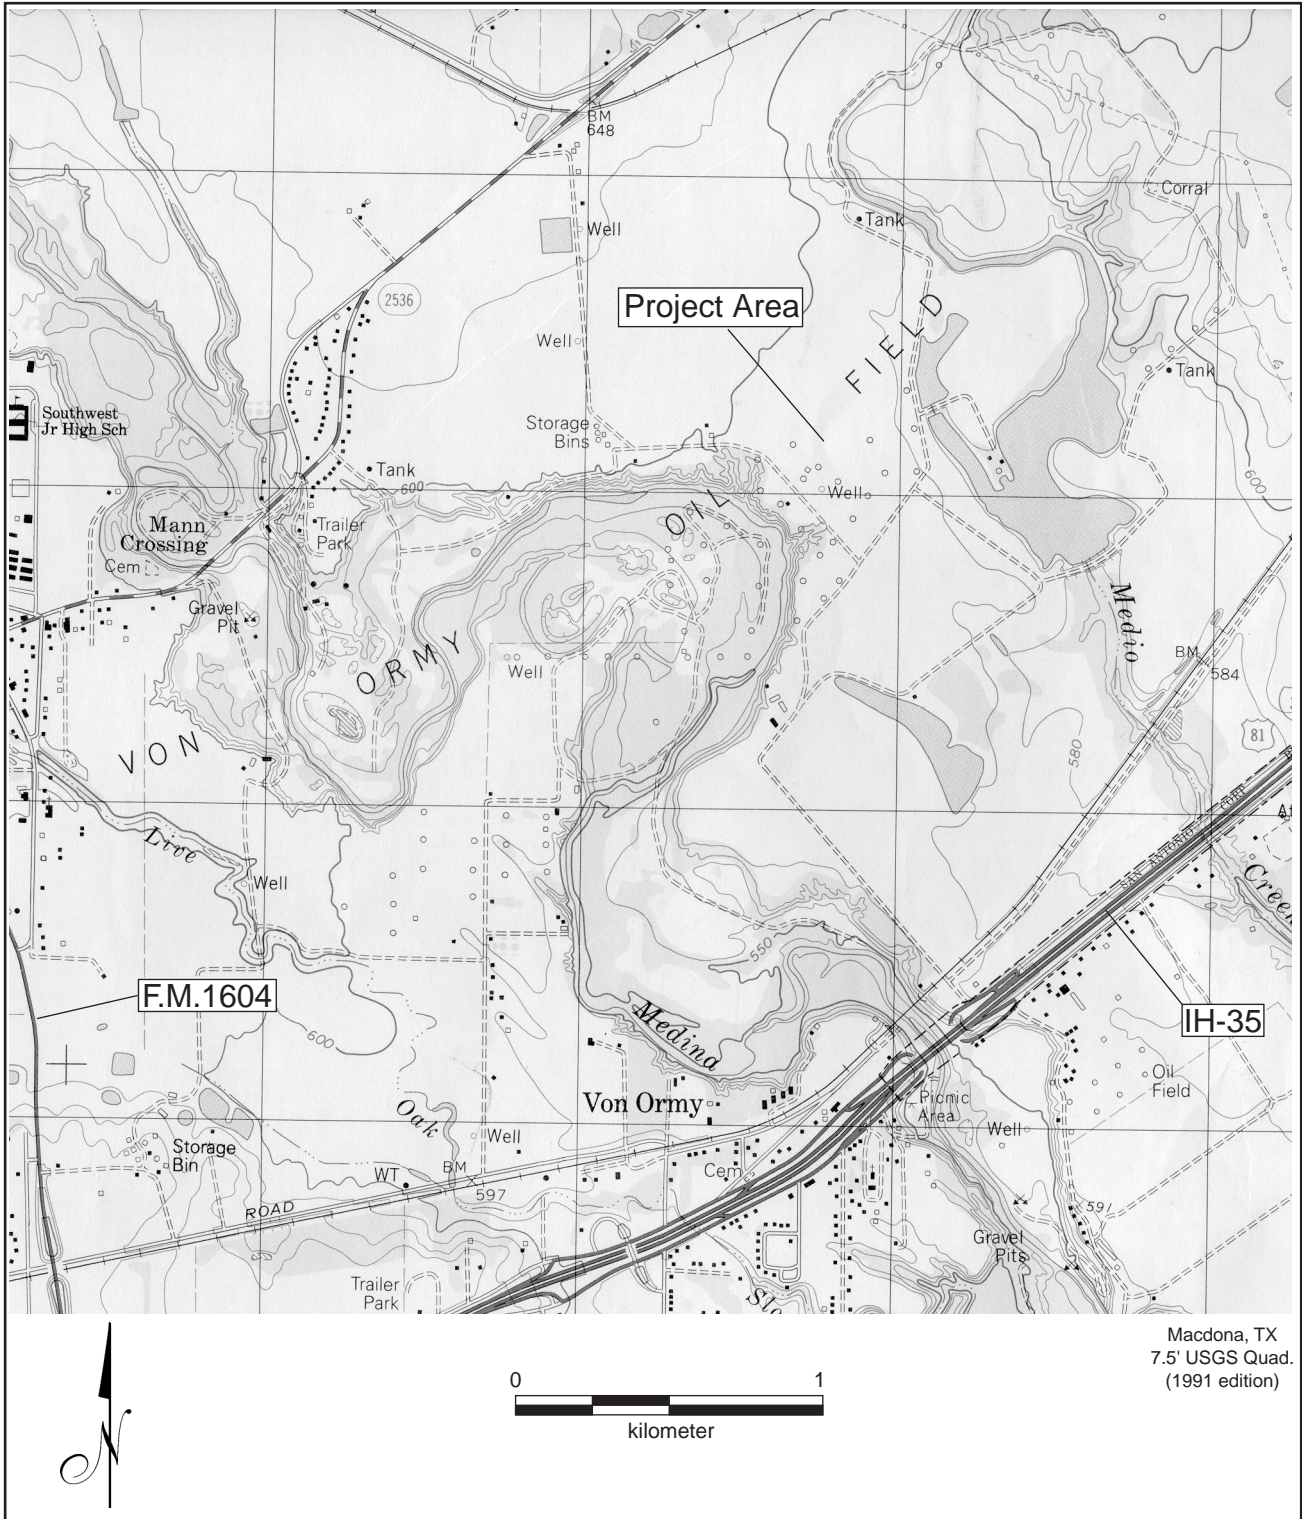 BM
648
Corral
Tank
Well
2536
Project Area
FIELD
Well
Tank
Southwest
Jr High Sch
Storage
Bins
Tank
600
600
Well
OIL
Mann
Crossing
Trailer
Park
Cem
Gravel
Pit
Medio
ORMY
BM
584
Well
81
VON
580
SAN ANTONIO CORP
Live
Well
Creek
550
F.M.1604
Medina
IH-35
600
Oil
Field
Von Ormy
Picnic
Area
Oak
Well
Well
Storage
Bin
Cem
WT
BM
597
ROAD
591
Gravel
Pits
Trailer
Park
Macdona, TX
7.5' USGS Quad.
(1991 edition)
0 1
kilometer
N